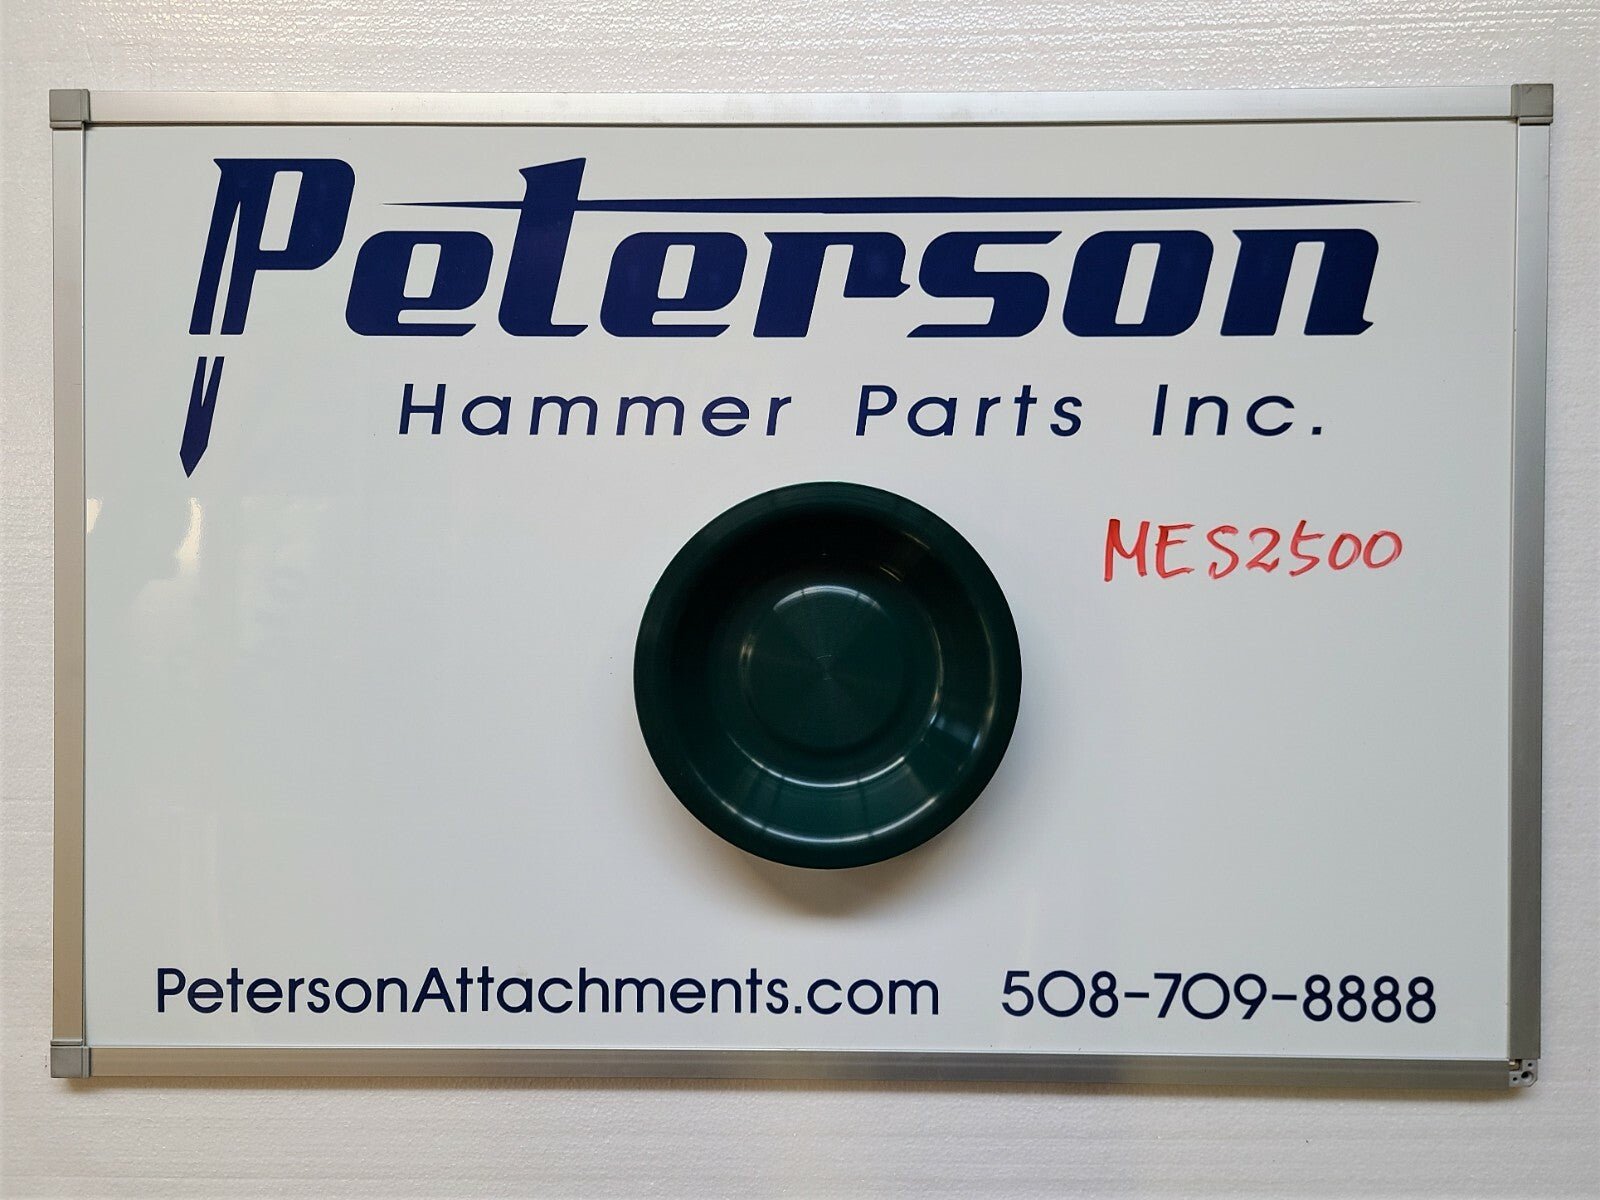 Peterson
Hammer Parts Inc.
MES2500
PetersonAttachments.com 508-709-8888